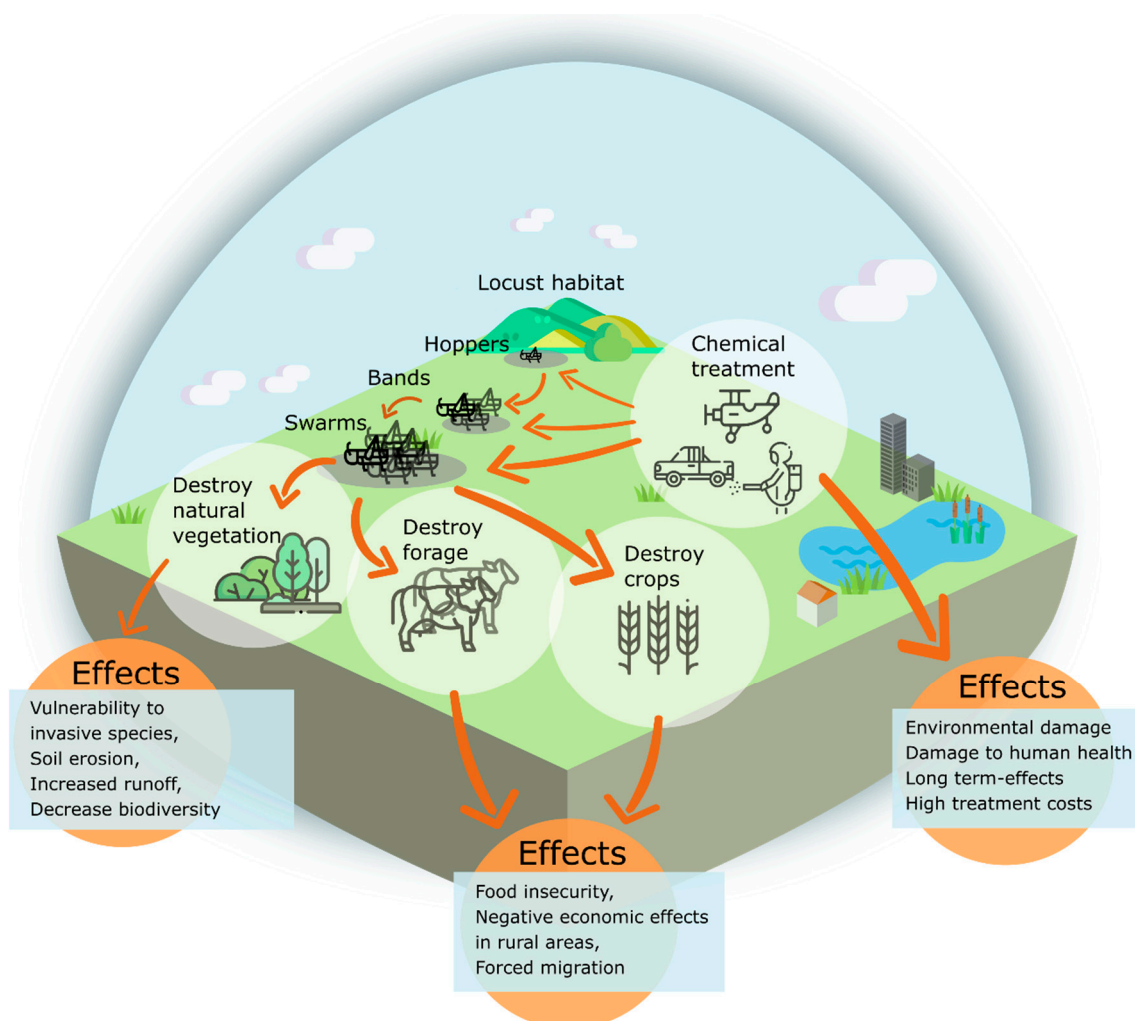 Locust habitat
Hoppers
Bands
Swarms
Chemical
treatment
Destroy
natural
vegetation
Destroy
forage
Destroy
crops
Effects
Vulnerability to
invasive species,
Soil erosion,
Increased runoff,
Decrease biodiversity
Effects
Food insecurity,
Negative economic effects
in rural areas,
Forced migration
Effects
Environmental damage
Damage to human health
Long term-effects
High treatment costs